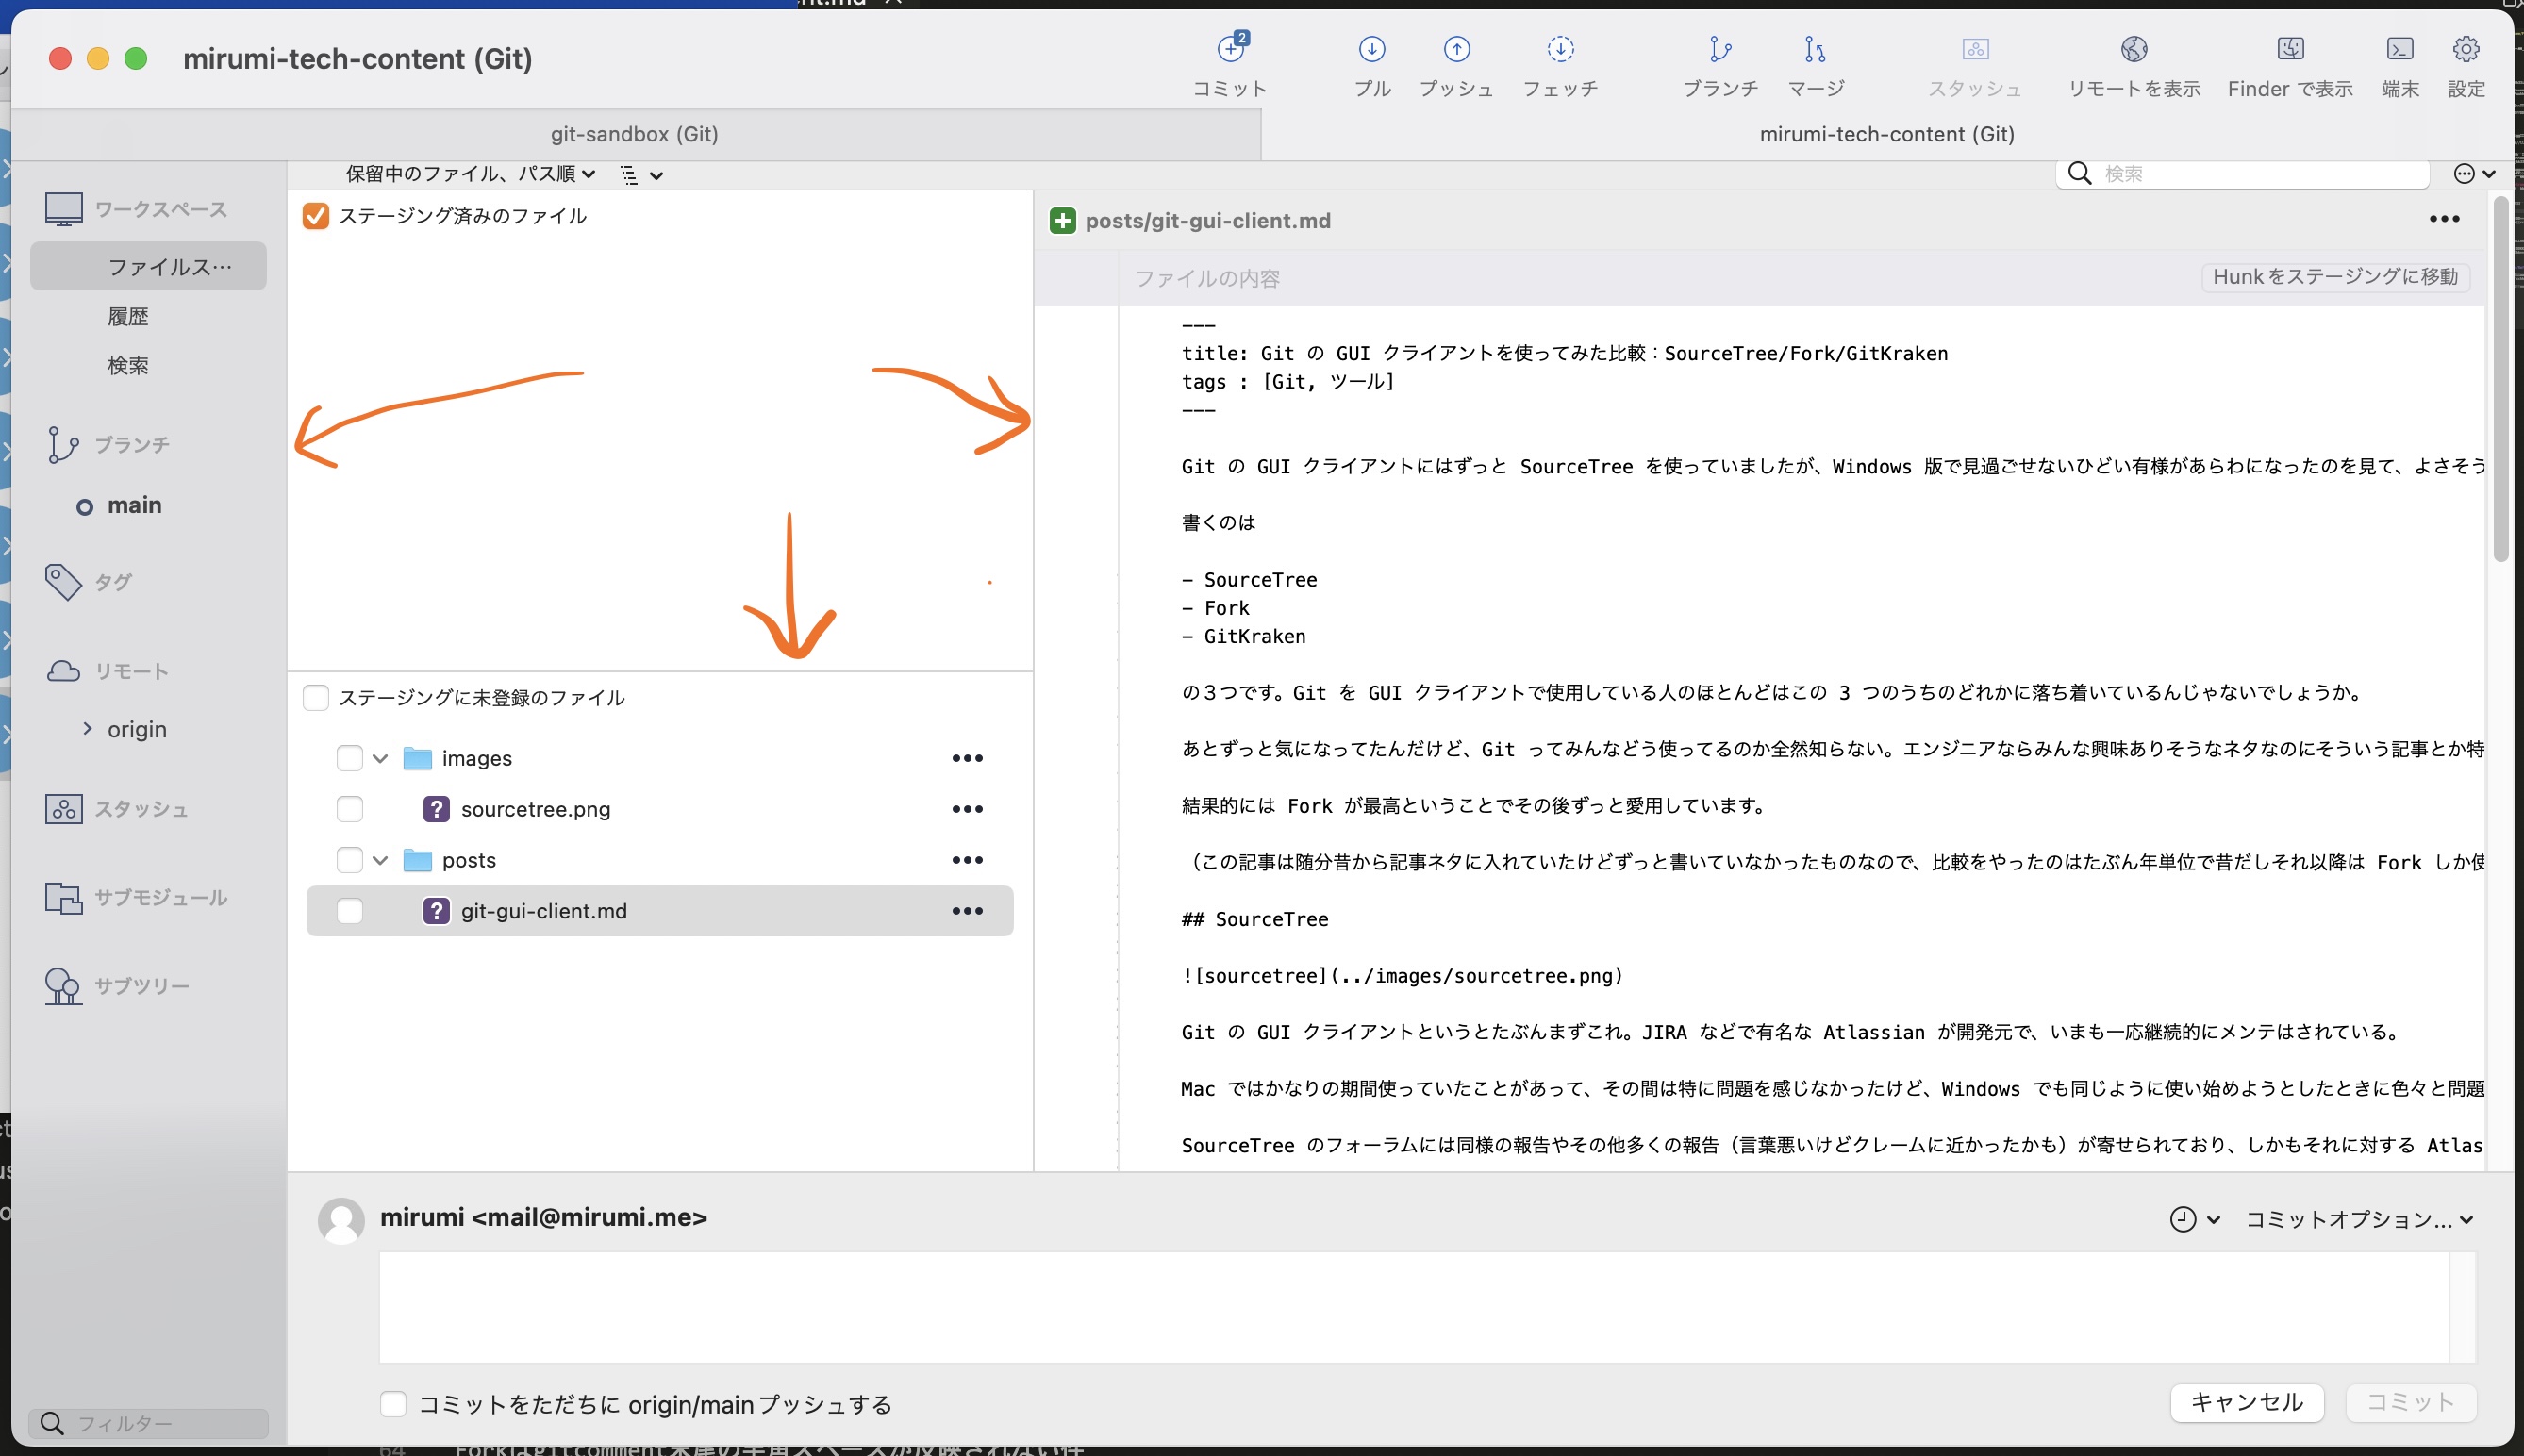 mirumi-tech-content (Git)
2
コミット
プル
プッシュ
フェッチ
ブランチ
マージ
スタッシュ
リモートを表示
Finder で表示
端末
設定
git-sandbox (Git)
mirumi-tech-content (Git)
保留中のファイル、パス順
検索
ワークスペース
ファイルス…
履歴
検索
ブランチ
main
タグ
リモート
origin
スタッシュ
サブモジュール
サブツリー
フィルター
ステージング済みのファイル
ステージングに未登録のファイル
images
sourcetree.png
posts
git-gui-client.md
posts/git-gui-client.md
ファイルの内容
Hunkをステージングに移動
---
title: Git の GUI クライアントを使ってみた比較：SourceTree/Fork/GitKraken
tags : [Git, ツール]
---
Git の GUI クライアントにはずっと SourceTree を使っていましたが、Windows 版で見過ごせないひどい有様があらわになったのを見て、よさそう
書くのは
- SourceTree
- Fork
- GitKraken
の３つです。Git を GUI クライアントで使用している人のほとんどはこの 3 つのうちのどれかに落ち着いているんじゃないでしょうか。
あとずっと気になってたんだけど、Git ってみんなどう使ってるのか全然知らない。エンジニアならみんな興味ありそうなネタなのにそういう記事とか特
結果的には Fork が最高ということでその後ずっと愛用しています。
（この記事は随分昔から記事ネタに入れていたけどずっと書いていなかったものなので、比較をやったのはたぶん年単位で昔だしそれ以降は Fork しか使
## SourceTree
![sourcetree](../images/sourcetree.png)
Git の GUI クライアントというとたぶんまずこれ。JIRA などで有名な Atlassian が開発元で、いまも一応継続的にメンテはされている。
Mac ではかなりの期間使っていたことがあって、その間は特に問題を感じなかったけど、Windows でも同じように使い始めようとしたときに色々と問題
SourceTree のフォーラムには同様の報告やその他多くの報告（言葉悪いけどクレームに近かったかも）が寄せられており、しかもそれに対する Atlas
mirumi <mail@mirumi.me>
コミットオプション...
コミットをただちに origin/mainプッシュする
キャンセル
コミット